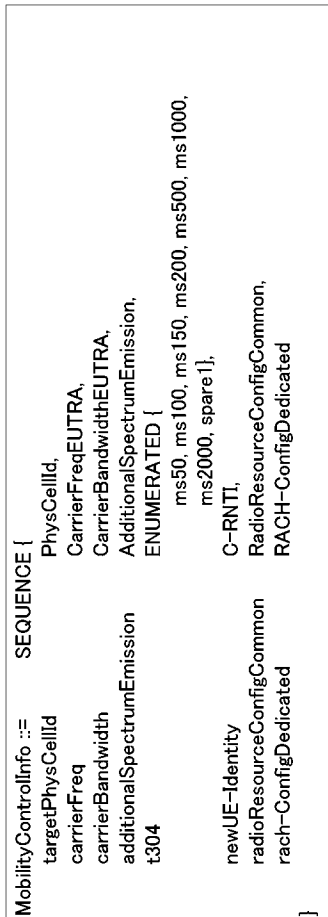 MobilityControlInfo ::= SEQUENCE {
targetPhysCellId PhysCellId,
carrierFreq CarrierFreqEUTRA,
carrierBandwidth CarrierBandwidthEUTRA,
additionalSpectrumEmission AdditionalSpectrumEmission,
t304 ENUMERATED {
ms50, ms100, ms150, ms200, ms500, ms1000,
ms2000, spare1},
newUE-Identity C-RNTI,
radioResourceConfigCommon RadioResourceConfigCommon,
rach-ConfigDedicated RACH-ConfigDedicated
}